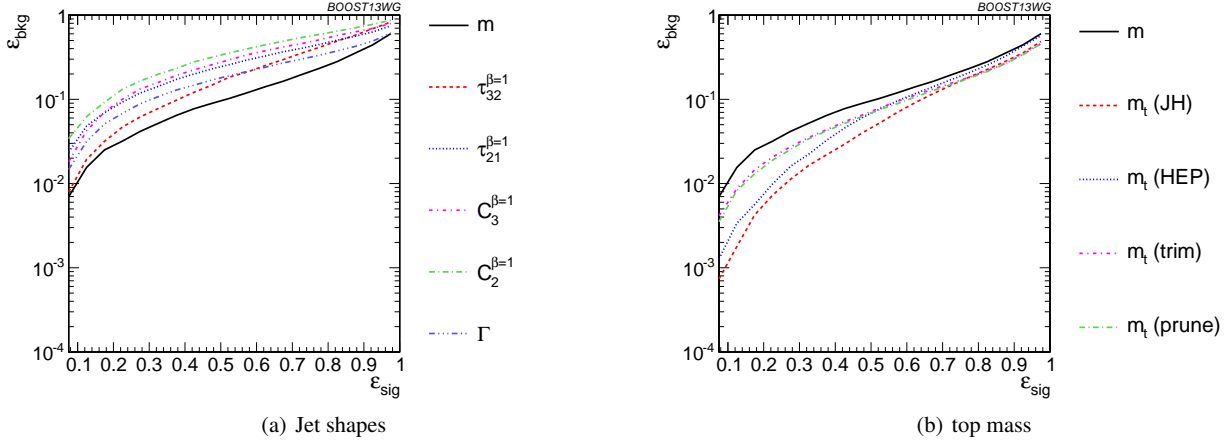 BOOST13WG
ε_bkg
1
10^-1
10^-2
10^-3
10^-4
0.1 0.2 0.3 0.4 0.5 0.6 0.7 0.8 0.9 1
ε_sig
m
τ_32^β=1
τ_21^β=1
C_3^β=1
C_2^β=1
Γ
(a) Jet shapes
BOOST13WG
ε_bkg
1
10^-1
10^-2
10^-3
10^-4
0.1 0.2 0.3 0.4 0.5 0.6 0.7 0.8 0.9 1
ε_sig
m
m_t (JH)
m_t (HEP)
m_t (trim)
m_t (prune)
(b) top mass